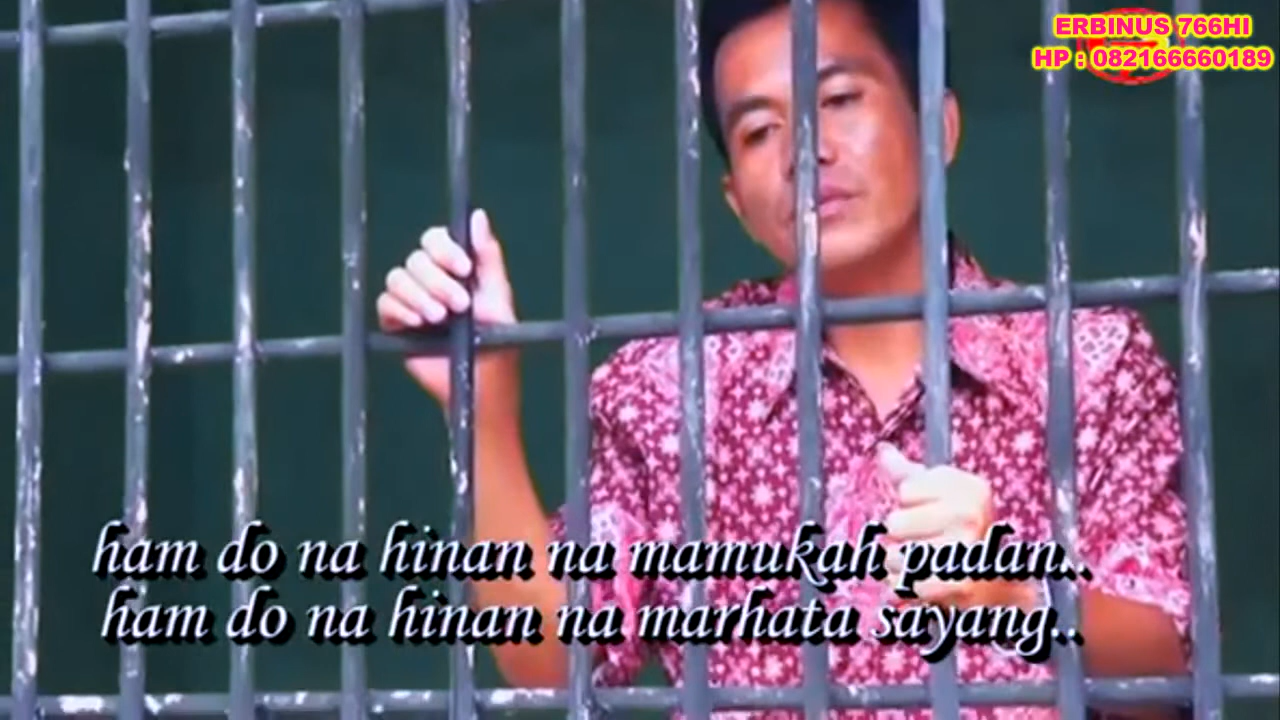 ERBINUS 766HI
HP : 082166660189
ham do na hinan na mamukah padan..
ham do na hinan na marhata sayang..